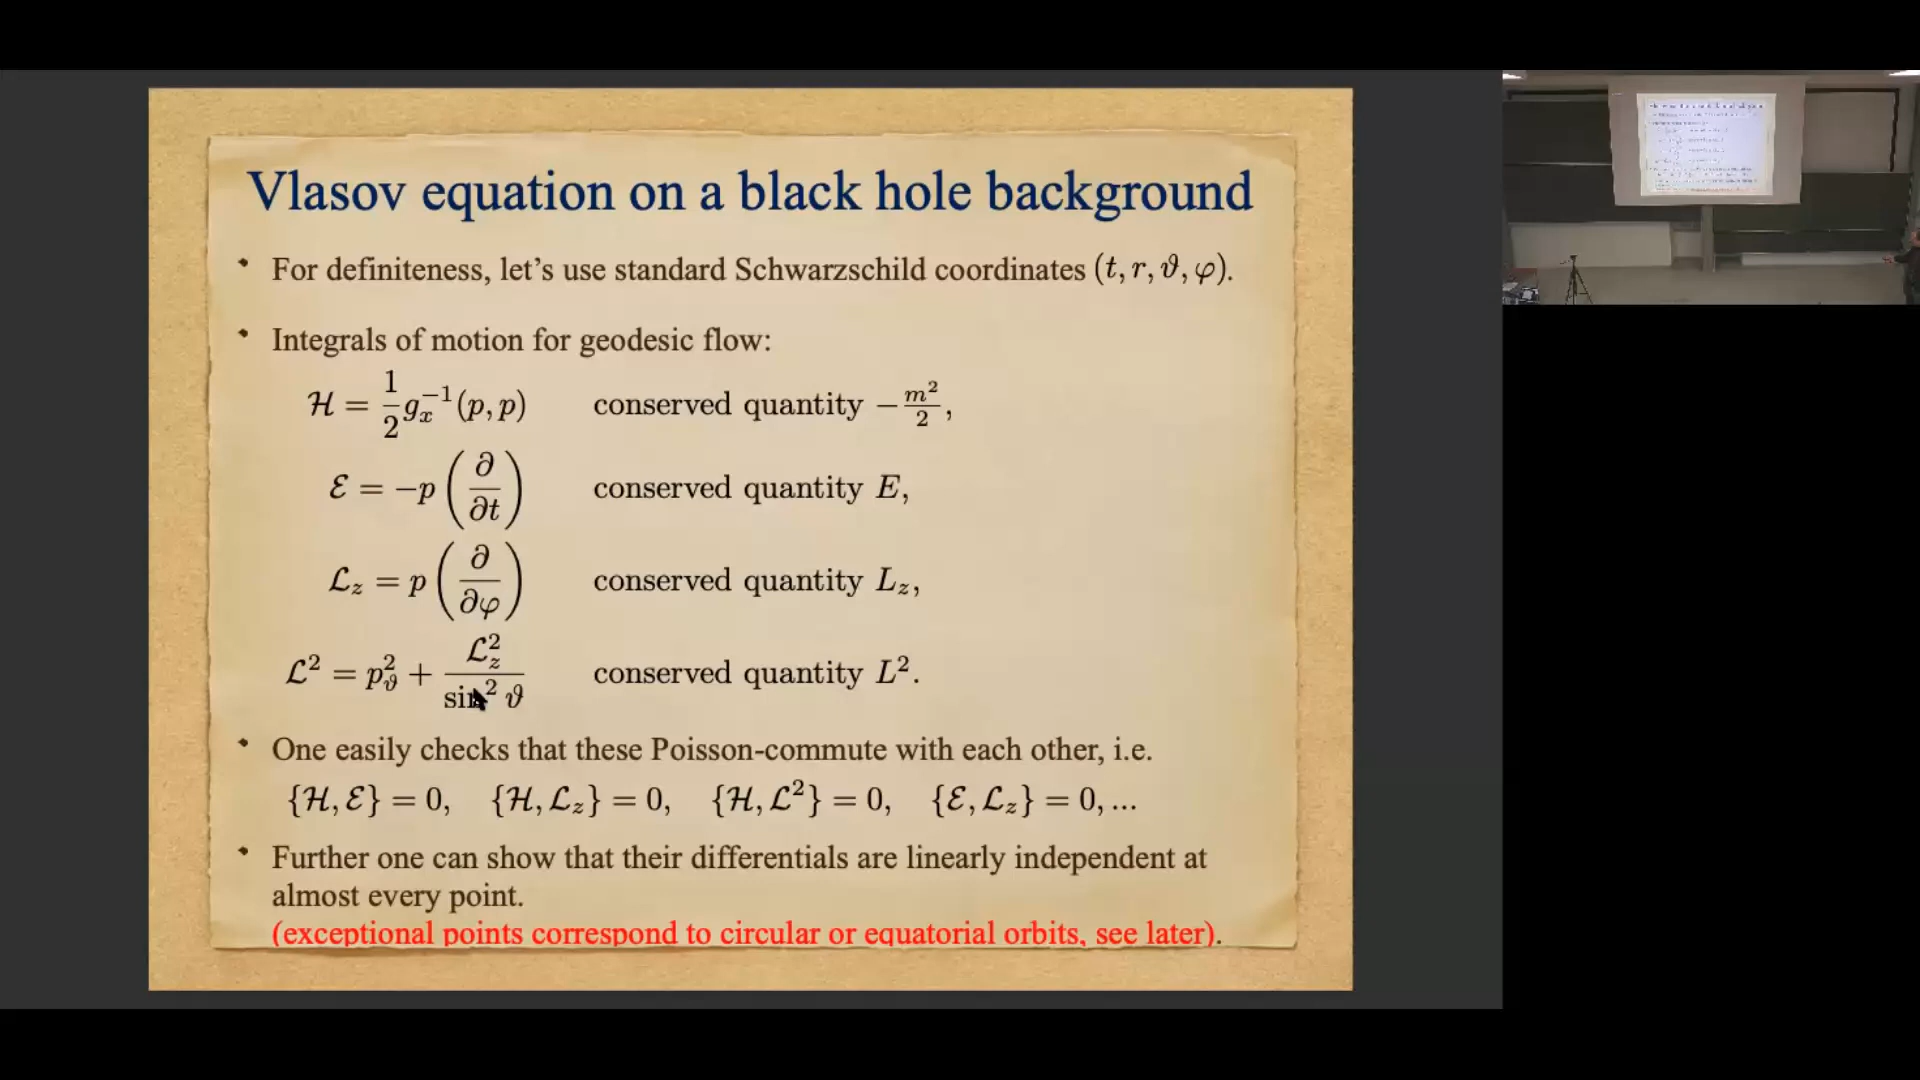 Vlasov equation on a black hole background
• For definiteness, let's use standard Schwarzschild coordinates (t, r, ϑ, φ).
• Integrals of motion for geodesic flow:
ℋ = 1/2 g_x^{-1}(p, p) conserved quantity −m²/2,
ℰ = −p (∂/∂t) conserved quantity E,
ℒ_z = p (∂/∂φ) conserved quantity L_z,
ℒ² = p_ϑ² + ℒ_z²/sin² ϑ conserved quantity L².
• One easily checks that these Poisson-commute with each other, i.e.
{ℋ, ℰ} = 0, {ℋ, ℒ_z} = 0, {ℋ, ℒ²} = 0, {ℰ, ℒ_z} = 0, ...
• Further one can show that their differentials are linearly independent at
almost every point.
(exceptional points correspond to circular or equatorial orbits, see later).